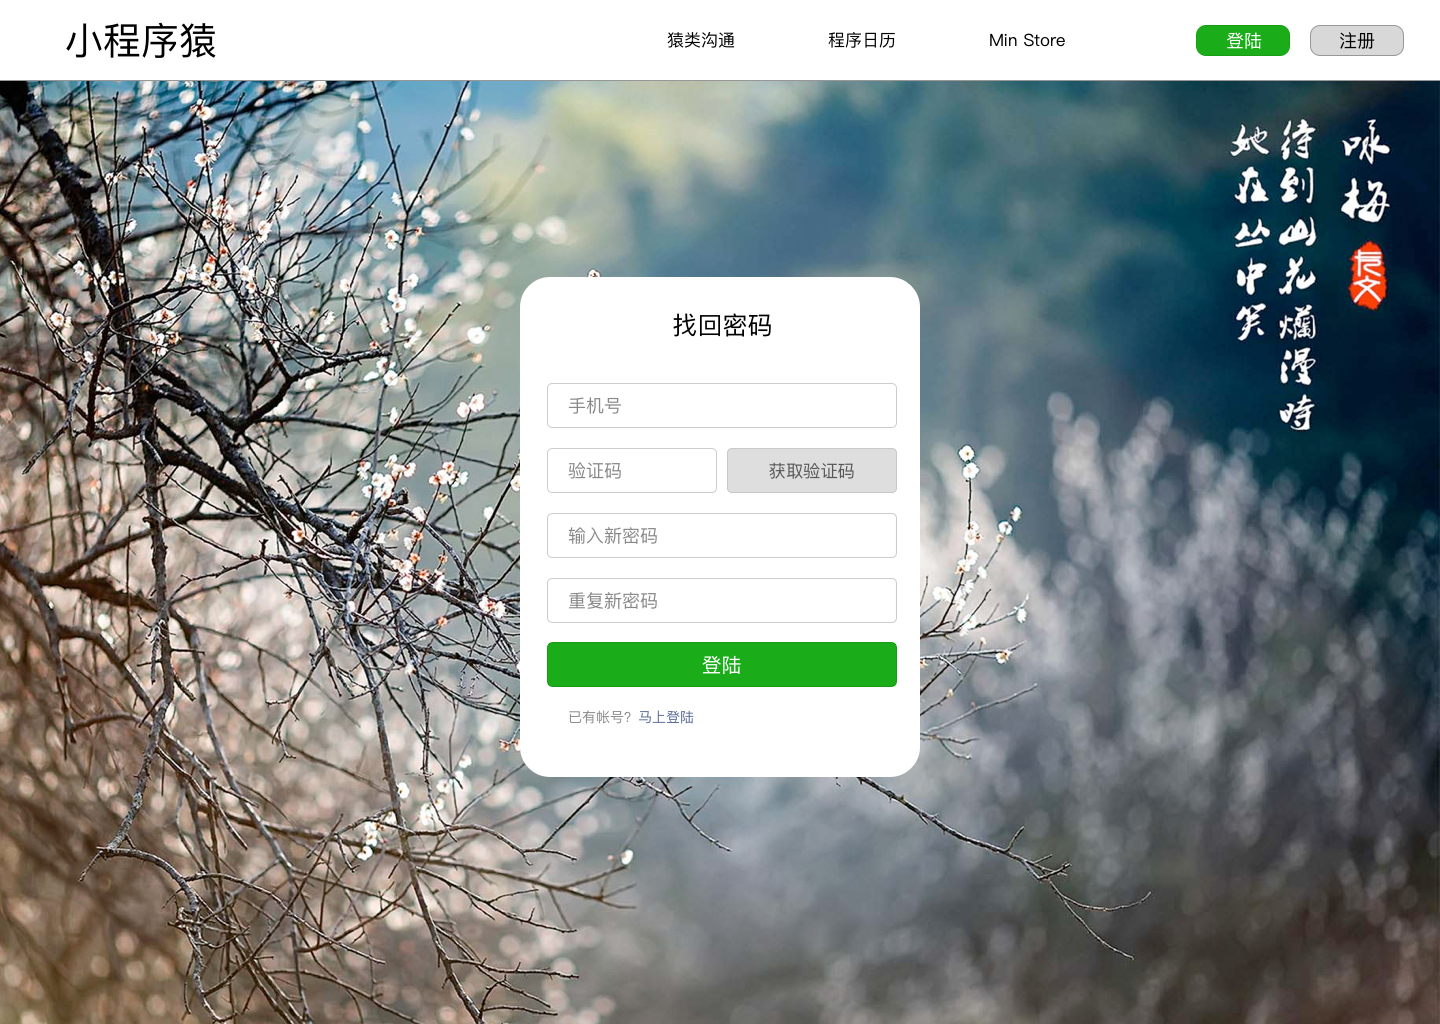 小程序猿
猿类沟通
程序日历
Min Store
登陆
注册
咏梅
待到山花爛漫時
她在丛中笑
找回密码
手机号
验证码
获取验证码
输入新密码
重复新密码
登陆
已有帐号？马上登陆